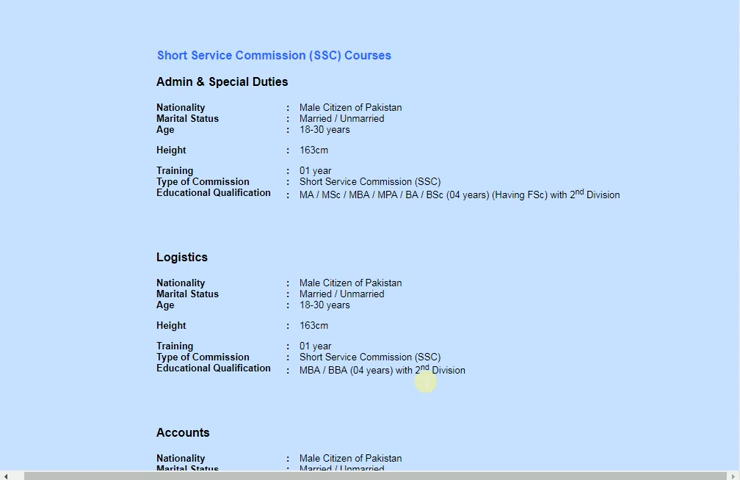 Short Service Commission (SSC) Courses
Admin & Special Duties
Nationality : Male Citizen of Pakistan
Marital Status : Married / Unmarried
Age : 18-30 years
Height : 163cm
Training : 01 year
Type of Commission : Short Service Commission (SSC)
Educational Qualification : MA / MSc / MBA / MPA / BA / BSc (04 years) (Having FSc) with 2nd Division
Logistics
Nationality : Male Citizen of Pakistan
Marital Status : Married / Unmarried
Age : 18-30 years
Height : 163cm
Training : 01 year
Type of Commission : Short Service Commission (SSC)
Educational Qualification : MBA / BBA (04 years) with 2nd Division
Accounts
Nationality : Male Citizen of Pakistan
Marital Status : Married / Unmarried